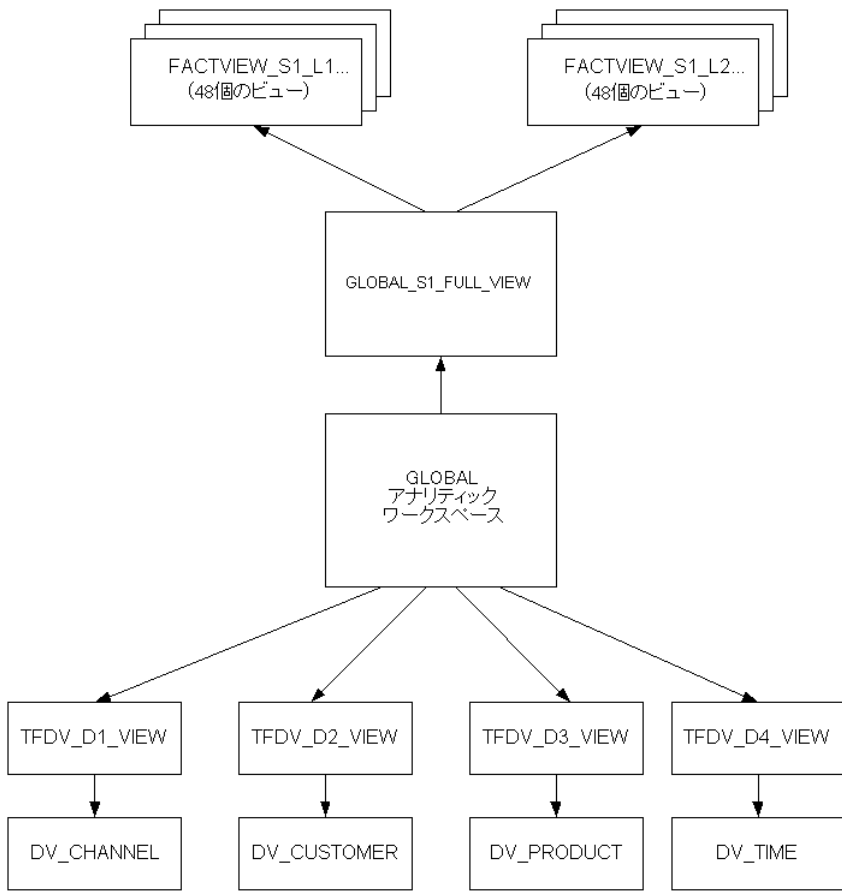 FACTVIEW_S1_L1...
(48個のビュー)
FACTVIEW_S1_L2...
(48個のビュー)
GLOBAL_S1_FULL_VIEW
GLOBAL
アナリティック
ワークスペース
TFDV_D1_VIEW
TFDV_D2_VIEW
TFDV_D3_VIEW
TFDV_D4_VIEW
DV_CHANNEL
DV_CUSTOMER
DV_PRODUCT
DV_TIME